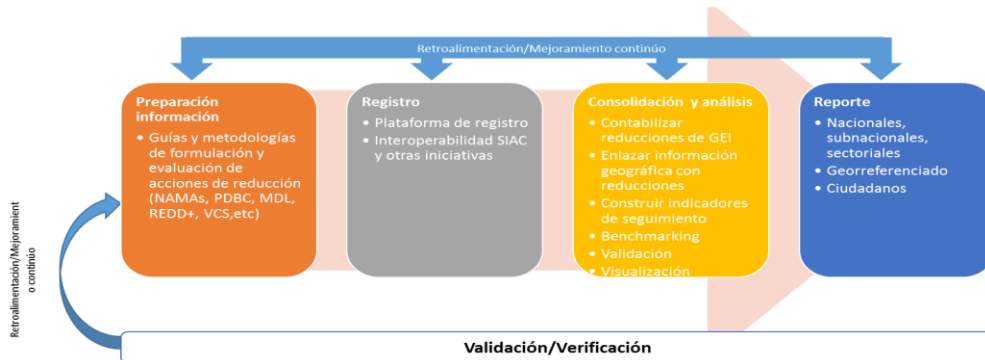 Retroalimentación/Mejoramiento continúo
Preparación
información
• Guías y metodologías
de formulación y
evaluación de
acciones de reducción
(NAMAs, PDBC, MDL,
REDD+, VCS,etc)
Registro
• Plataforma de registro
• Interoperabilidad SIAC
y otras iniciativas
Consolidación y análisis
• Contabilizar
reducciones de GEI
• Enlazar información
geográfica con
reducciones
• Construir indicadores
de seguimiento
• Benchmarking
• Validación
• Visualización
Reporte
• Nacionales,
subnacionales,
sectoriales
• Georreferenciado
• Ciudadanos
Retroalimentación/Mejoramient
o continúo
Validación/Verificación